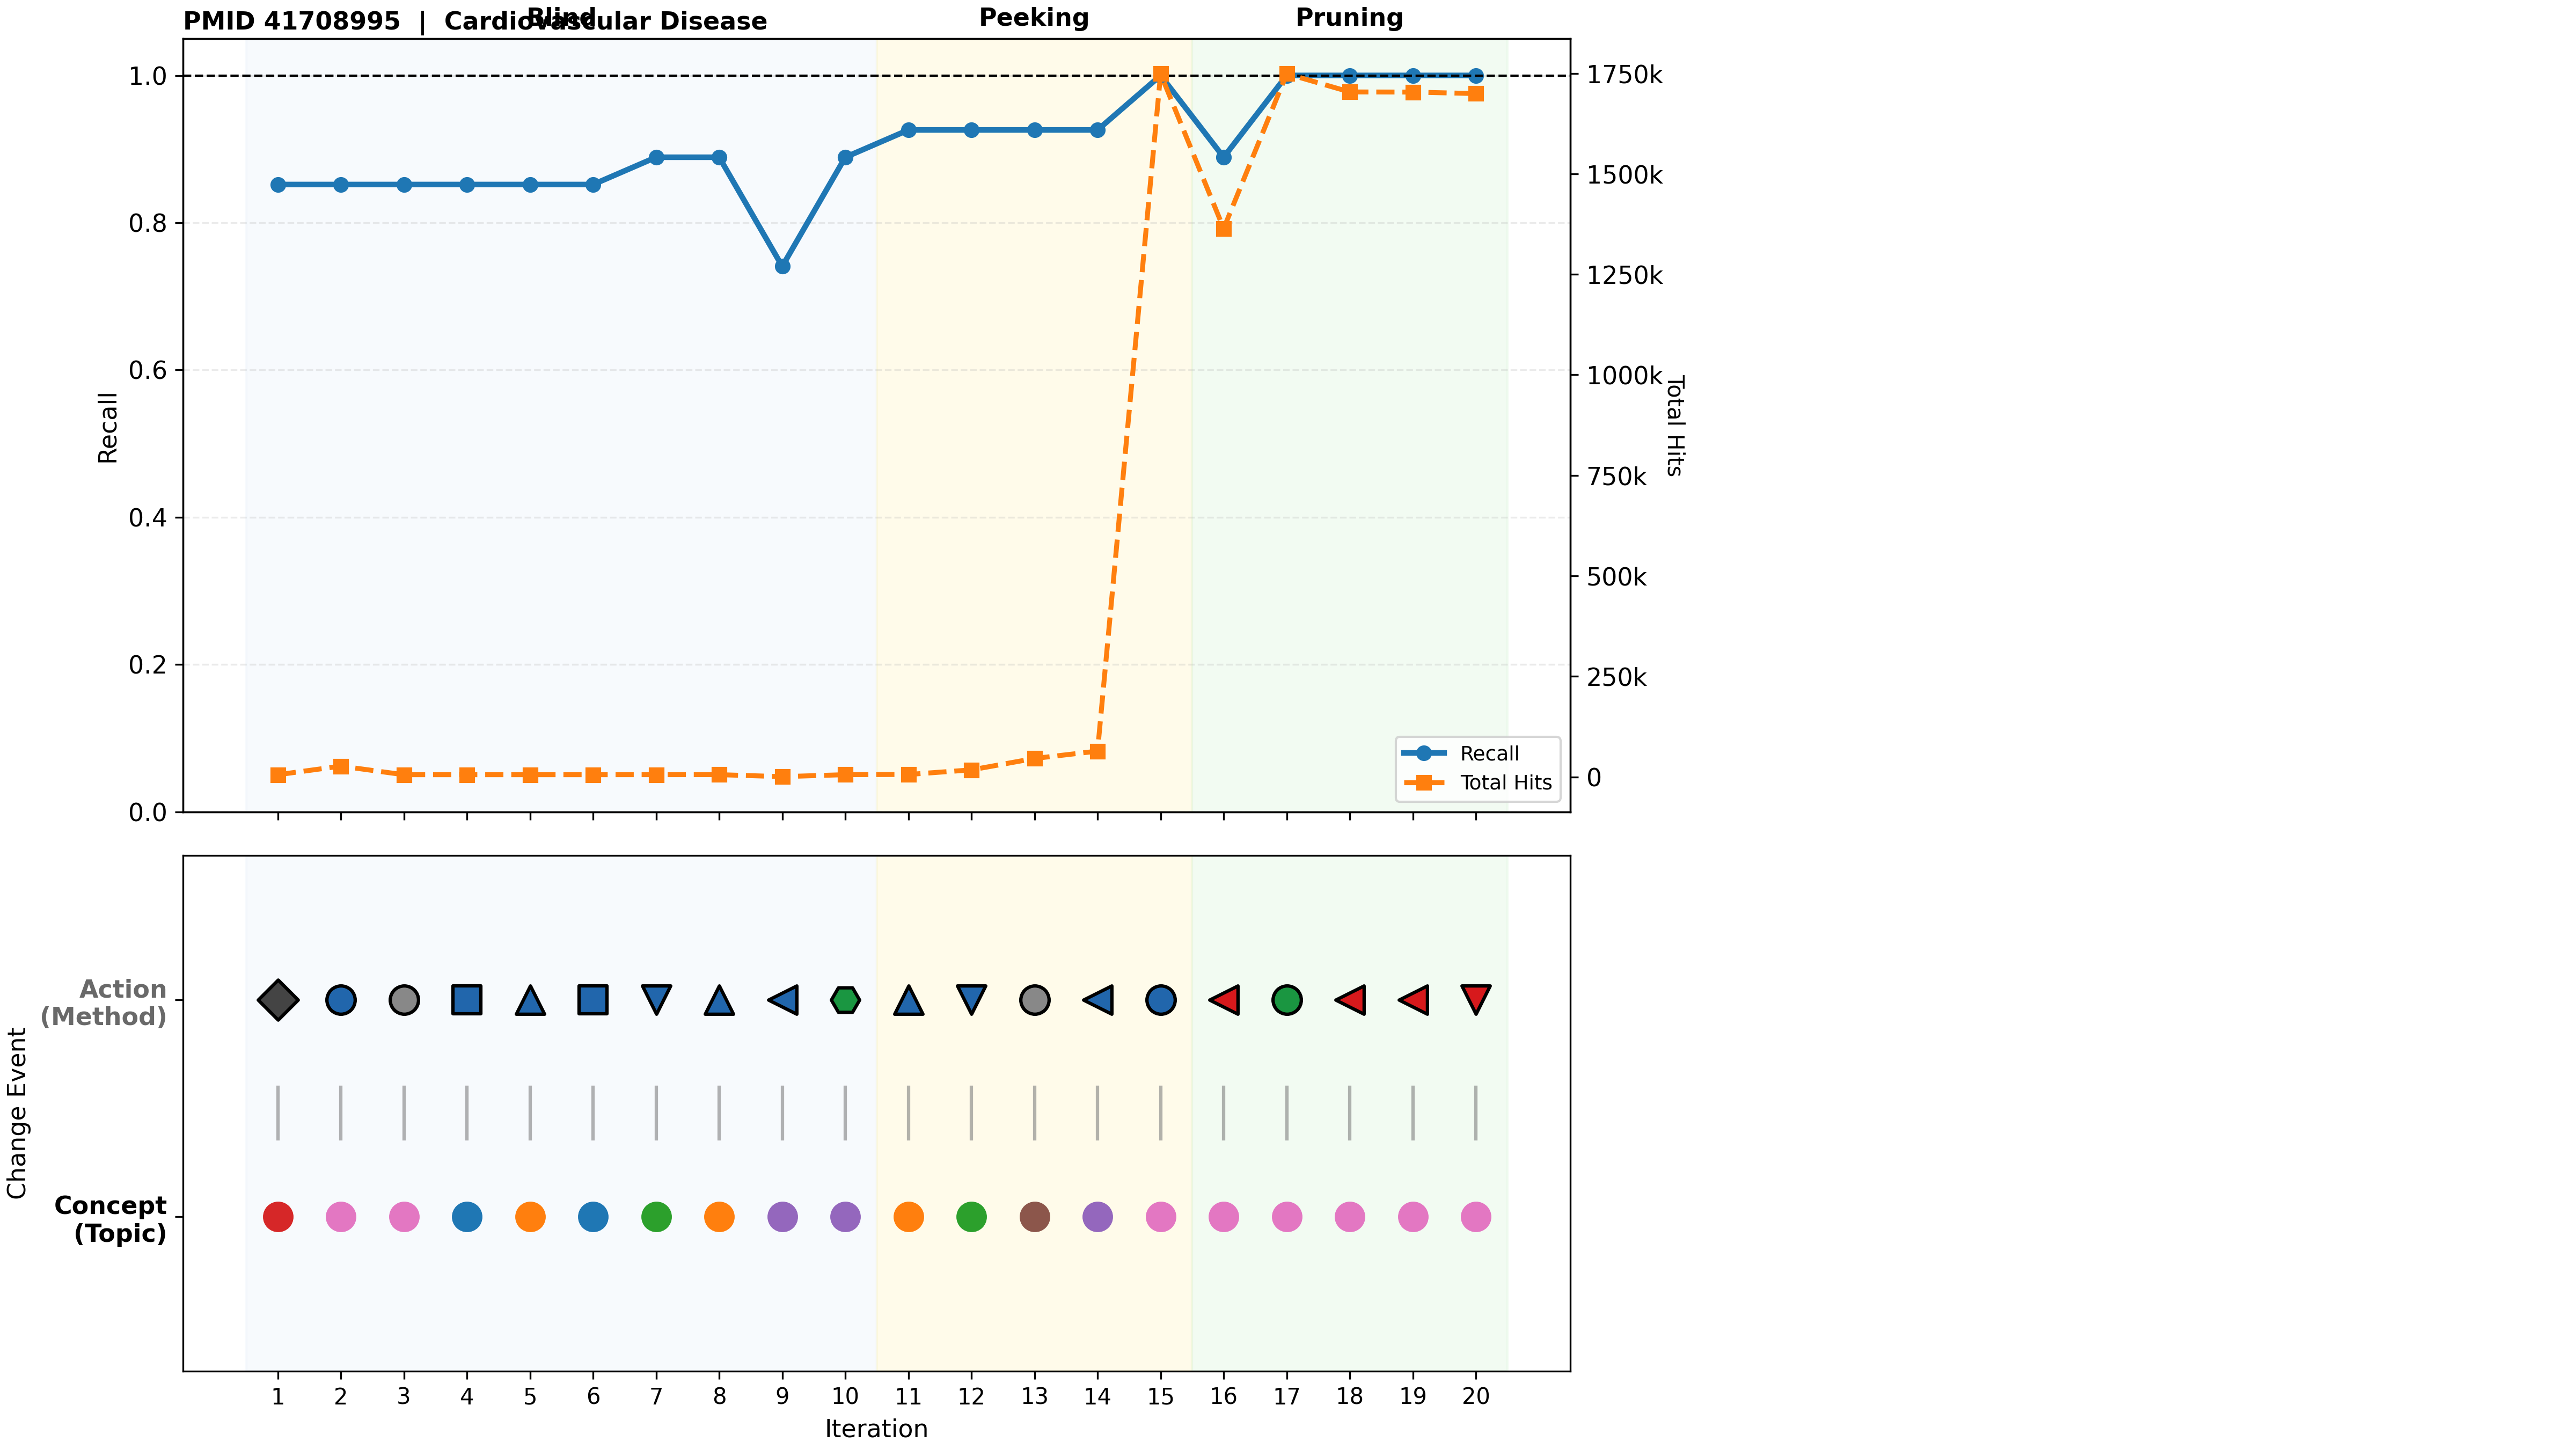 PMID 41708995 | Cardiovascular Disease
Blind
Peeking
Pruning
1.0
0.8
0.6
0.4
0.2
0.0
Recall
1750k
1500k
1250k
1000k
750k
500k
250k
0
Total Hits
Recall
Total Hits
Action
(Method)
Concept
(Topic)
Change Event
1 2 3 4 5 6 7 8 9 10 11 12 13 14 15 16 17 18 19 20
Iteration